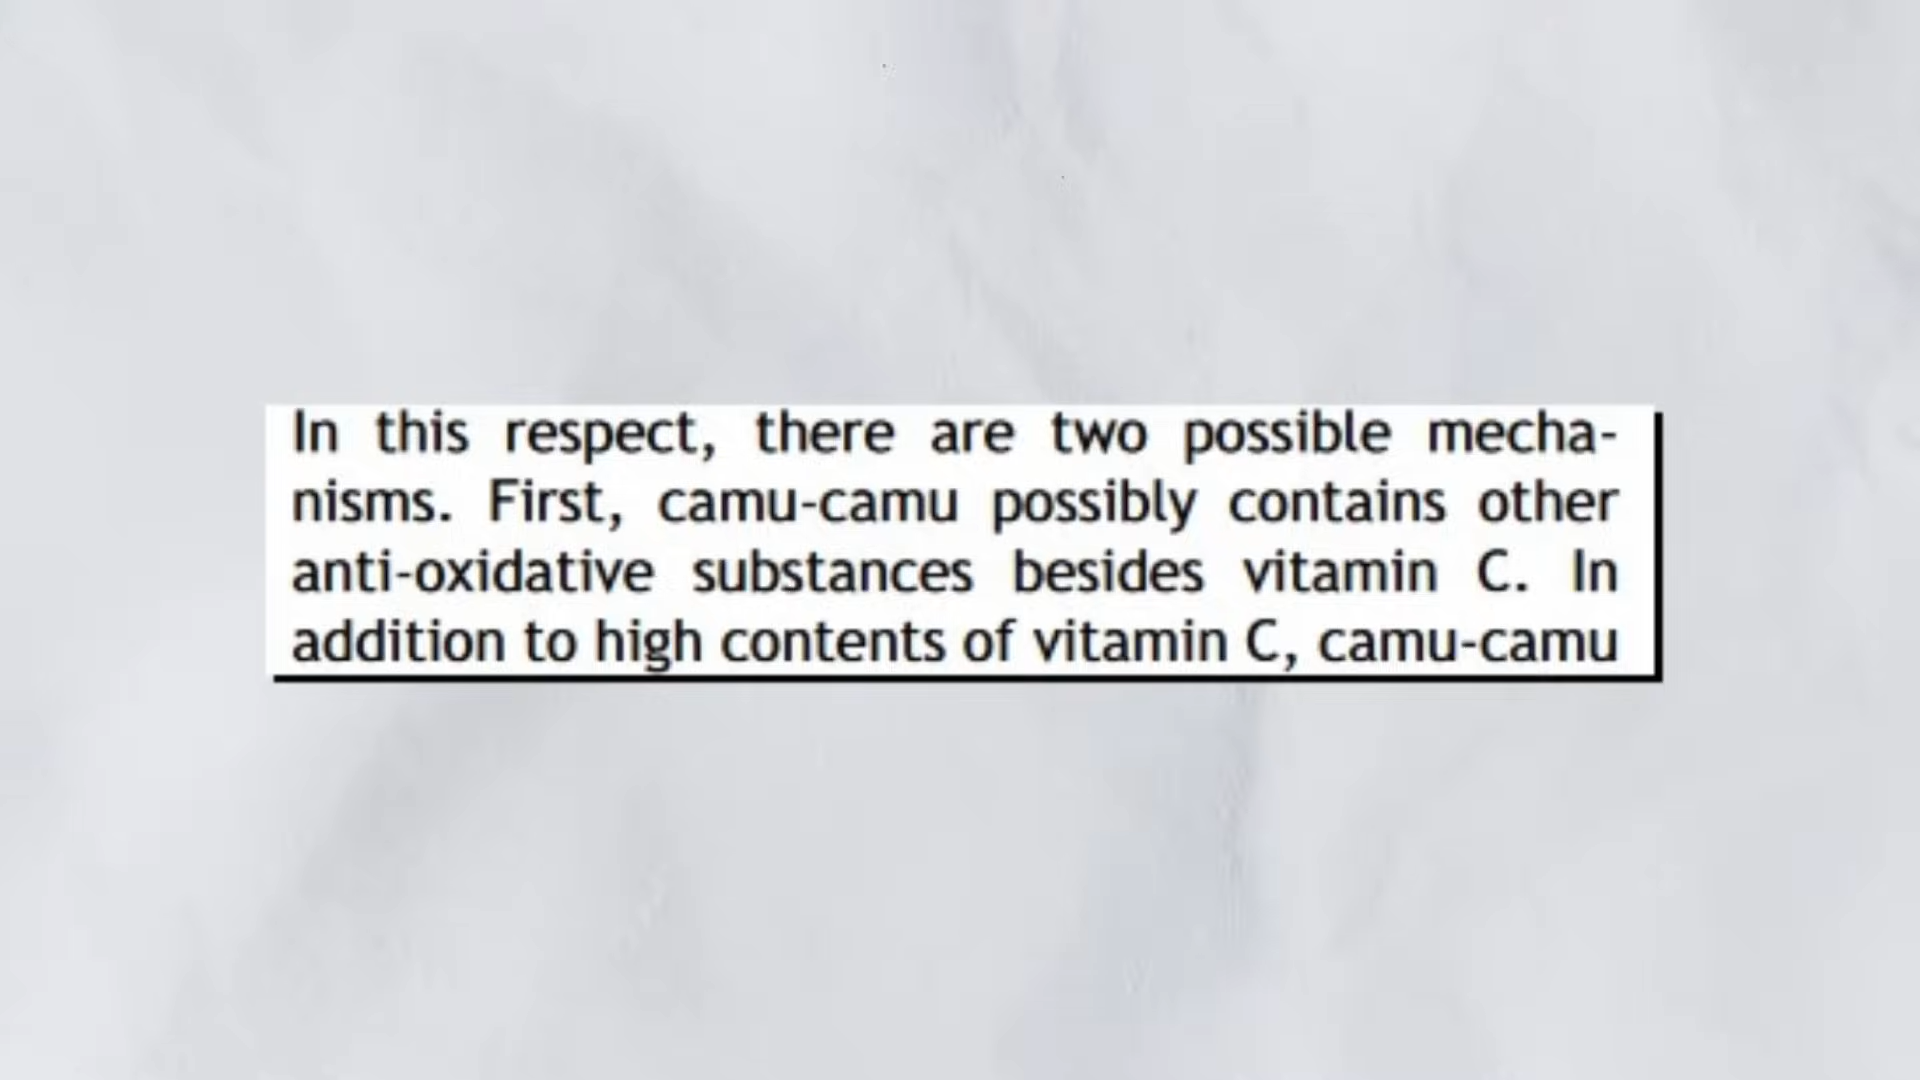 In this respect, there are two possible mecha-
nisms. First, camu-camu possibly contains other
anti-oxidative substances besides vitamin C. In
addition to high contents of vitamin C, camu-camu